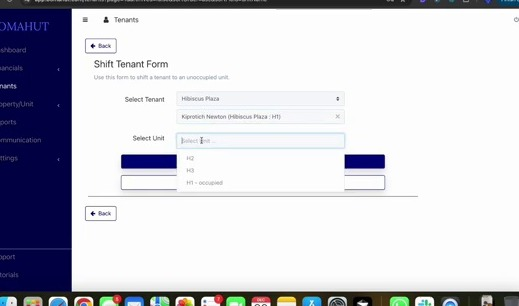 OMAHUT
Tenants
shboard
Back
Shift Tenant Form
nancials
Use this form to shift a tenant to an unoccupied unit.
nants
Select Tenant
Hibiscus Plaza
operty/Unit
Kiprotich Newton (Hibiscus Plaza : H1)
ports
mmunication
Select Unit
Select Unit ...
ttings
H2
H3
H1 - occupied
Back
pport
torials